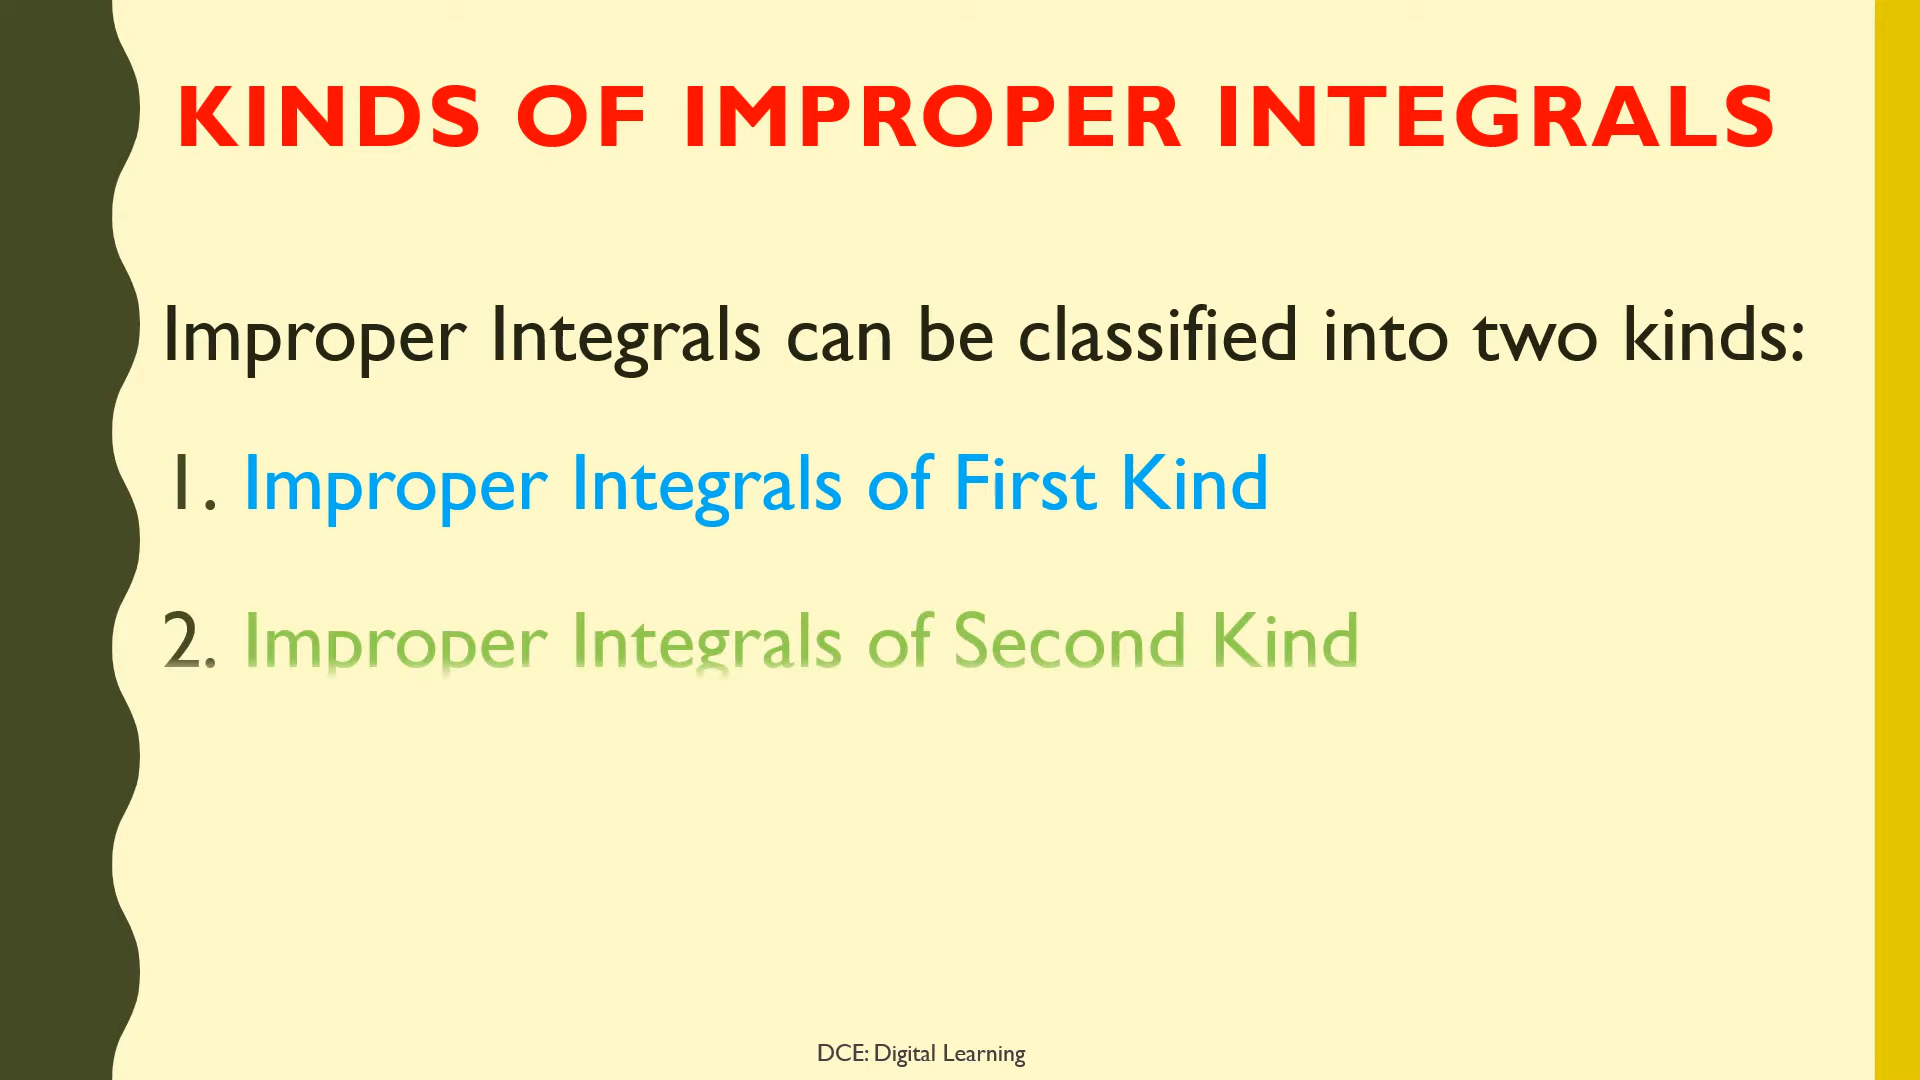 KINDS OF IMPROPER INTEGRALS
Improper Integrals can be classified into two kinds:
1. Improper Integrals of First Kind
2. Improper Integrals of Second Kind
DCE: Digital Learning